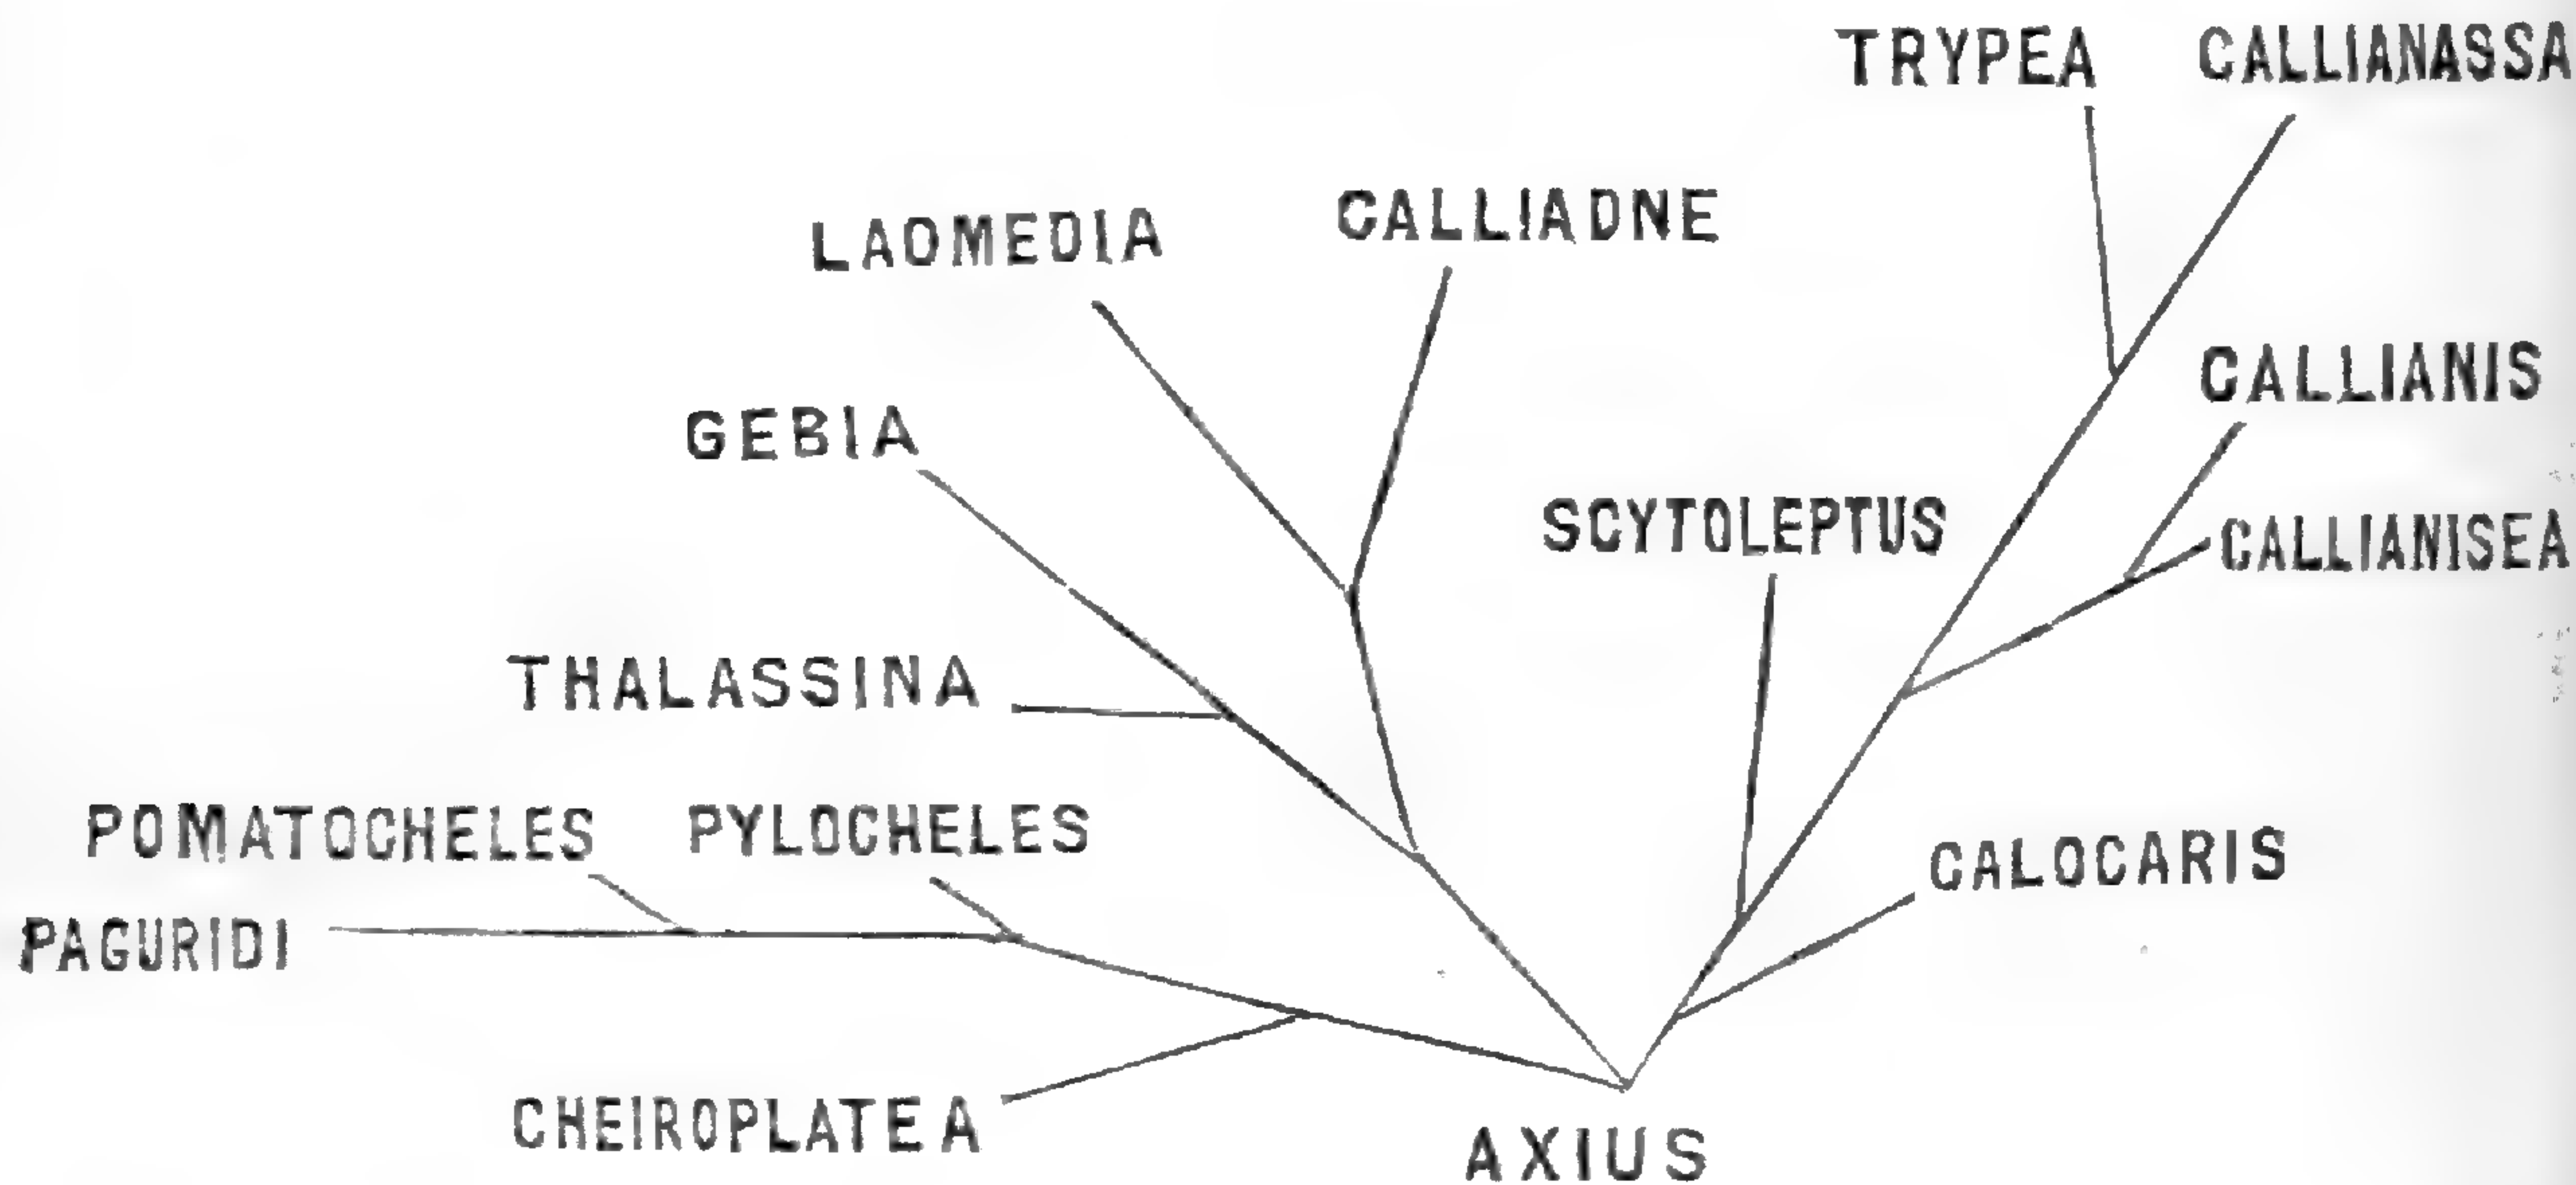 TRYPEA
CALLIANASSA
LAOMEDIA
CALLIADNE
CALLIANIS
GEBIA
SCYTOLEPTUS
CALLIANISEA
THALASSINA
POMATOCHELES
PYLOCHELES
CALOCARIS
PAGURIDI
CHEIROPLATEA
AXIUS